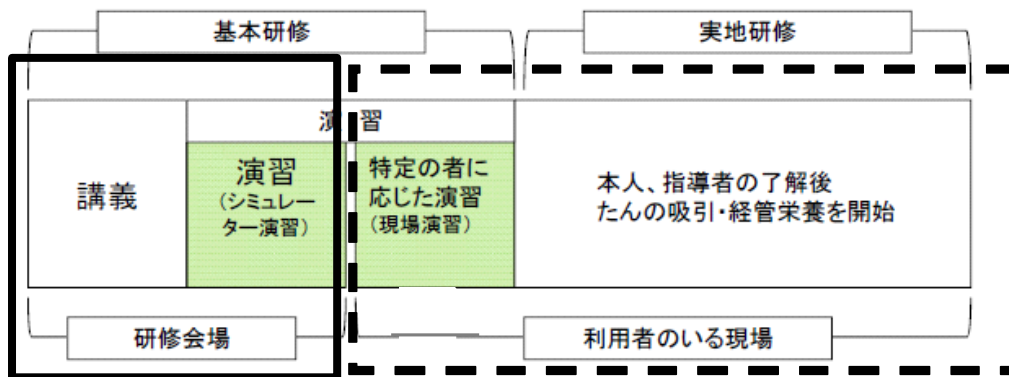 基本研修
実地研修
演習
講義
演習
(シミュレー
ター演習)
特定の者に
応じた演習
(現場演習)
本人、指導者の了解後
たんの吸引・経管栄養を開始
研修会場
利用者のいる現場